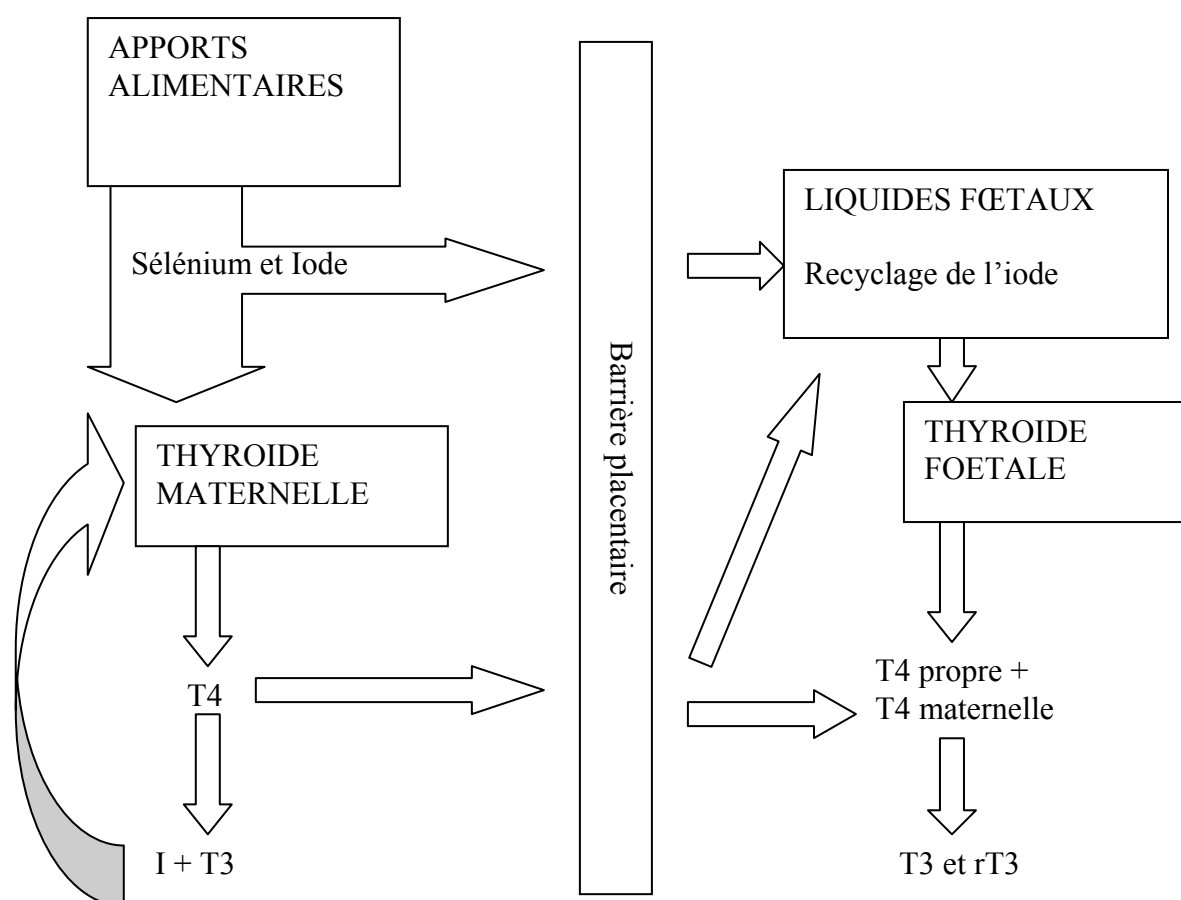 APPORTS
ALIMENTAIRES
Sélénium et Iode
THYROIDE
MATERNELLE
T4
I + T3
Barrière placentaire
LIQUIDES FŒTAUX
Recyclage de l’iode
THYROIDE
FOETALE
T4 propre +
T4 maternelle
T3 et rT3